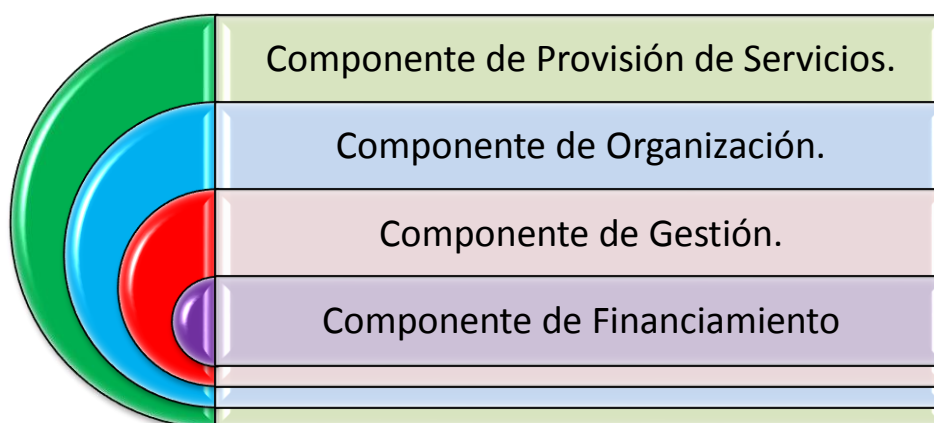 Componente de Provisión de Servicios.
Componente de Organización.
Componente de Gestión.
Componente de Financiamiento